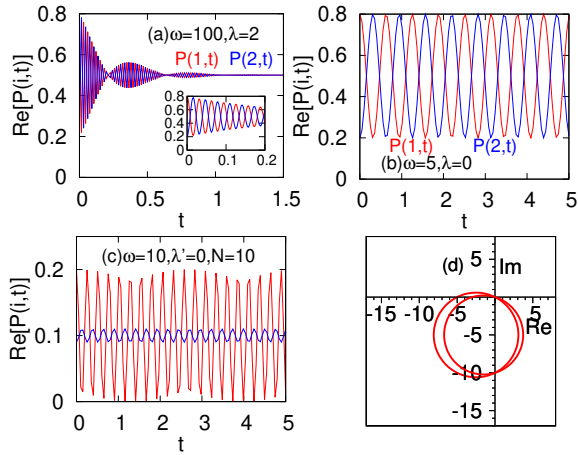 (a)ω=100,λ=2
P(1,t) P(2,t)
Re[P(i,t)]
0.8
0.6
0.4
0.2
0
0 0.5 1 1.5
t
0.8
0.6
0.4
0.2
0 0.1 0.2
Re[P(i,t)]
0.8
0.6
0.4
0.2
0 1 2 3 4 5
P(1,t) P(2,t)
(b)ω=5,λ=0
t
(c)ω=10,λ'=0,N=10
Re[P(i,t)]
0.2
0.1
0
0 1 2 3 4 5
t
(d) Im
Re
5
-5
-10
-15
-15 -10 -5 5